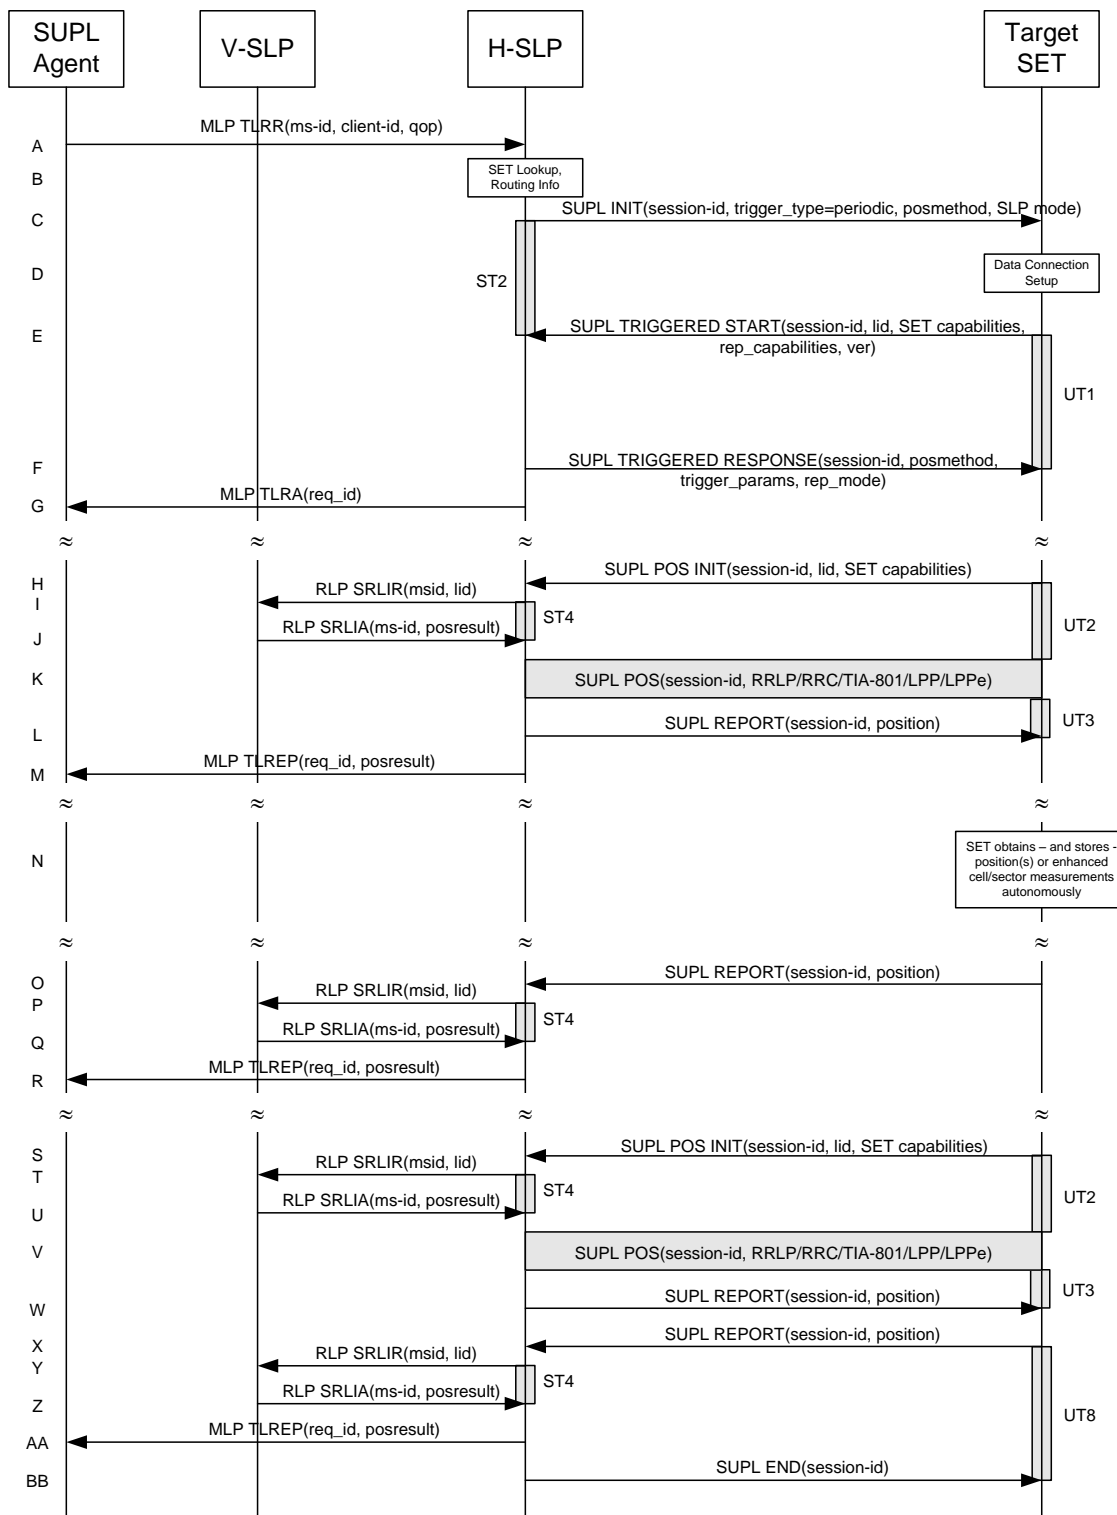 SUPL
Agent
V-SLP
H-SLP
Target
SET
A
MLP TLRR(ms-id, client-id, qop)
B
SET Lookup,
Routing Info
C
SUPL INIT(session-id, trigger_type=periodic, posmethod, SLP mode)
D
ST2
Data Connection
Setup
E
SUPL TRIGGERED START(session-id, lid, SET capabilities,
rep_capabilities, ver)
UT1
F
SUPL TRIGGERED RESPONSE(session-id, posmethod,
trigger_params, rep_mode)
G
MLP TLRA(req_id)
≈ ≈ ≈ ≈
H
SUPL POS INIT(session-id, lid, SET capabilities)
I
RLP SRLIR(msid, lid)
ST4
UT2
J
RLP SRLIA(ms-id, posresult)
K
SUPL POS(session-id, RRLP/RRC/TIA-801/LPP/LPPe)
UT3
L
SUPL REPORT(session-id, position)
M
MLP TLREP(req_id, posresult)
≈ ≈ ≈ ≈
N
SET obtains – and stores -
position(s) or enhanced
cell/sector measurements
autonomously
≈ ≈ ≈ ≈
O
SUPL REPORT(session-id, position)
P
RLP SRLIR(msid, lid)
ST4
Q
RLP SRLIA(ms-id, posresult)
R
MLP TLREP(req_id, posresult)
≈ ≈ ≈ ≈
S
SUPL POS INIT(session-id, lid, SET capabilities)
T
RLP SRLIR(msid, lid)
ST4
UT2
U
RLP SRLIA(ms-id, posresult)
V
SUPL POS(session-id, RRLP/RRC/TIA-801/LPP/LPPe)
UT3
W
SUPL REPORT(session-id, position)
X
SUPL REPORT(session-id, position)
Y
RLP SRLIR(msid, lid)
ST4
Z
RLP SRLIA(ms-id, posresult)
UT8
AA
MLP TLREP(req_id, posresult)
BB
SUPL END(session-id)